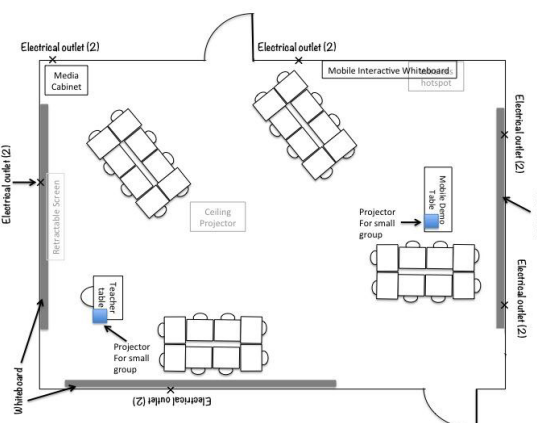 Electrical outlet (2)
Electrical outlet (2)
Media
Cabinet
Mobile Interactive Whiteboard
hotspot
Electrical outlet (2)
Electrical outlet (2)
Retractable Screen
Ceiling
Projector
Projector
For small
group
Mobile Demo
Table
Teacher
table
Electrical outlet (2)
Projector
For small
group
Whiteboard
Electrical outlet (2)